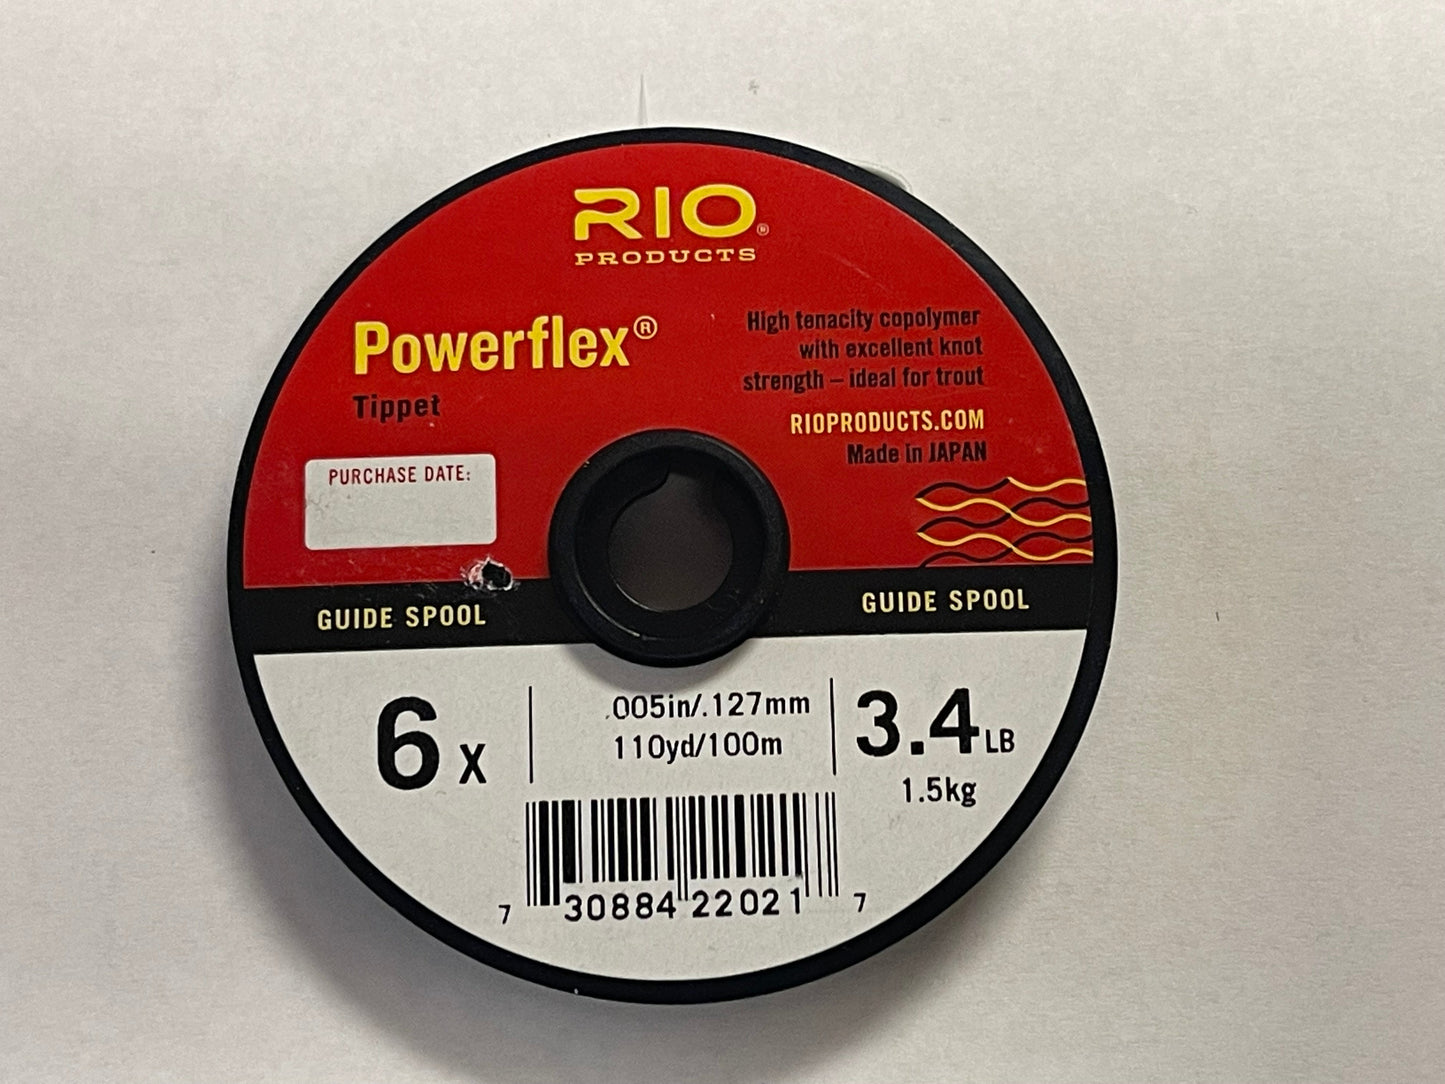 RIO®
PRODUCTS
Powerflex®
Tippet
High tenacity copolymer
with excellent knot
strength – ideal for trout
RIOPRODUCTS.COM
Made in JAPAN
PURCHASE DATE:
GUIDE SPOOL
GUIDE SPOOL
6x
.005in/.127mm
110yd/100m
3.4LB
1.5kg
7 30884 22021 7